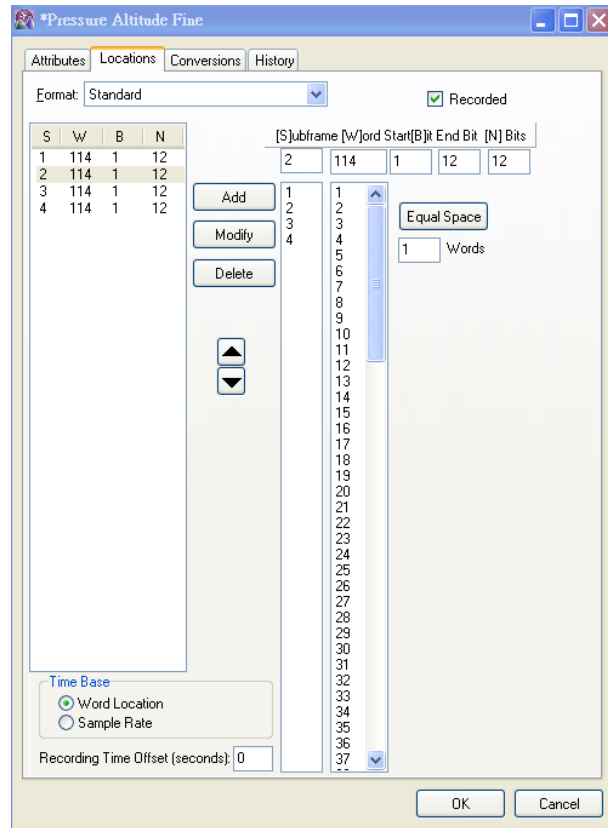 *Pressure Altitude Fine
Attributes Locations Conversions History
Format: Standard
Recorded
S W B N
1 114 1 12
2 114 1 12
3 114 1 12
4 114 1 12
[S]ubframe [W]ord Start[B]it End Bit [N] Bits
2 114 1 12 12
Add
Modify
Delete
1
2
3
4
1
2
3
4
5
6
7
8
9
10
11
12
13
14
15
16
17
18
19
20
21
22
23
24
25
26
27
28
29
30
31
32
33
34
35
36
37
Equal Space
1 Words
Time Base
Word Location
Sample Rate
Recording Time Offset (seconds): 0
OK Cancel